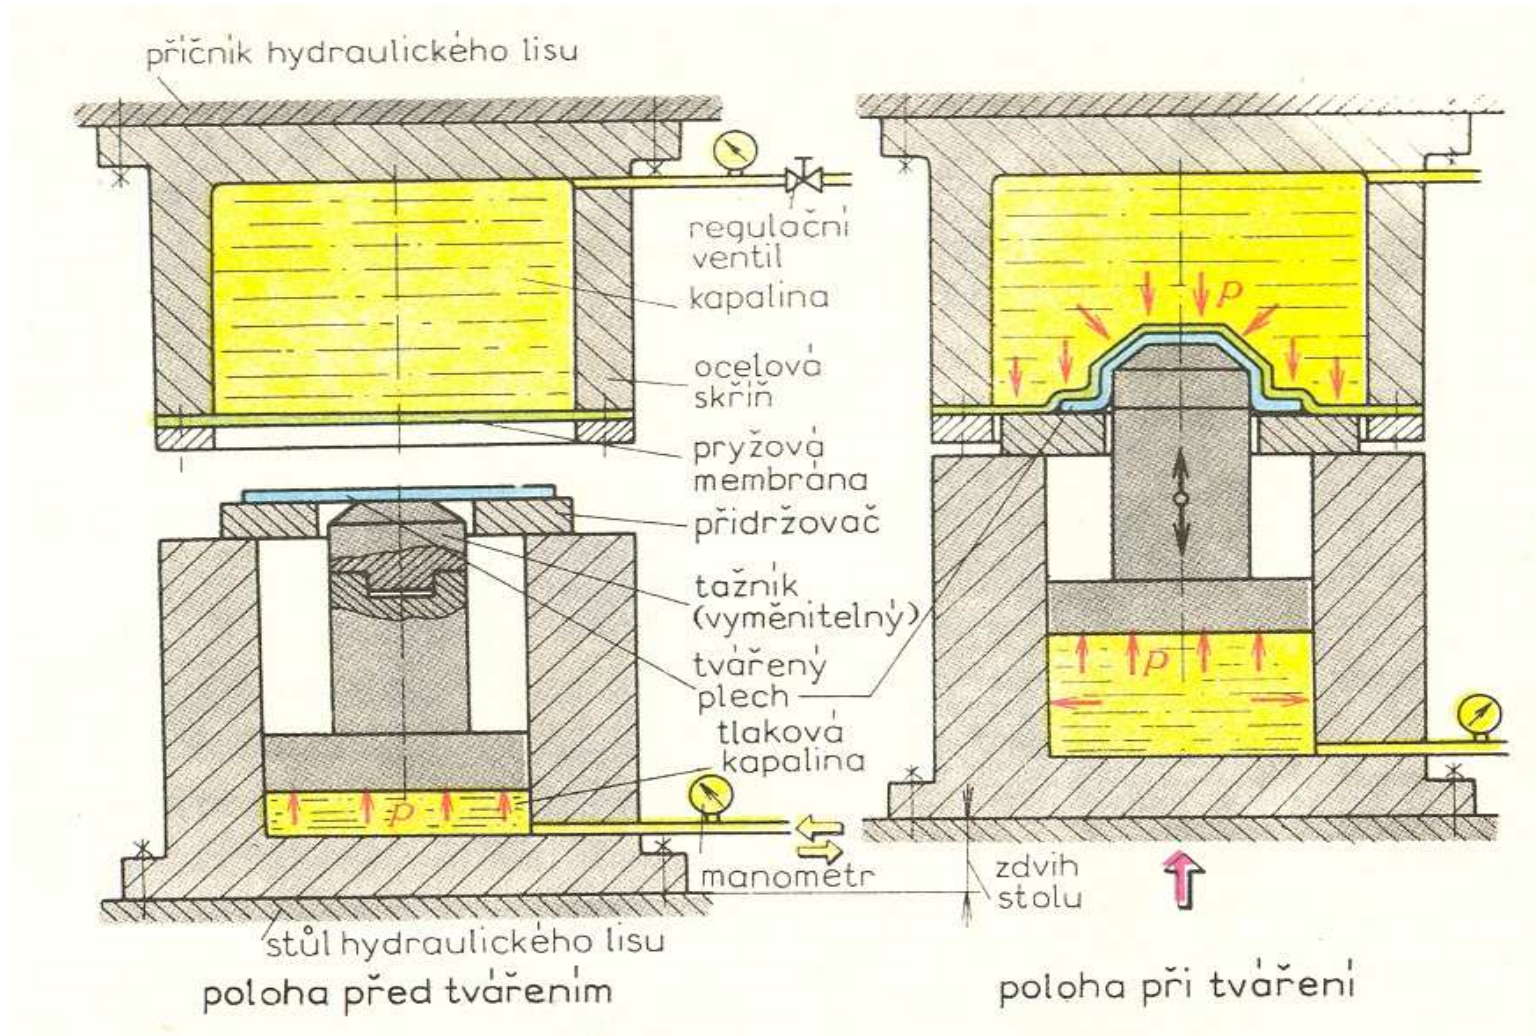 příčník hydraulického lisu
regulační
ventil
kapalina
ocelová
skříň
pryžová
membrána
přidržovač
tažník
(vyměnitelný)
tvářený
plech
tlaková
kapalina
p
manometr
stůl hydraulického lisu
poloha před tvářením
p
p
zdvih
stolu
poloha při tváření